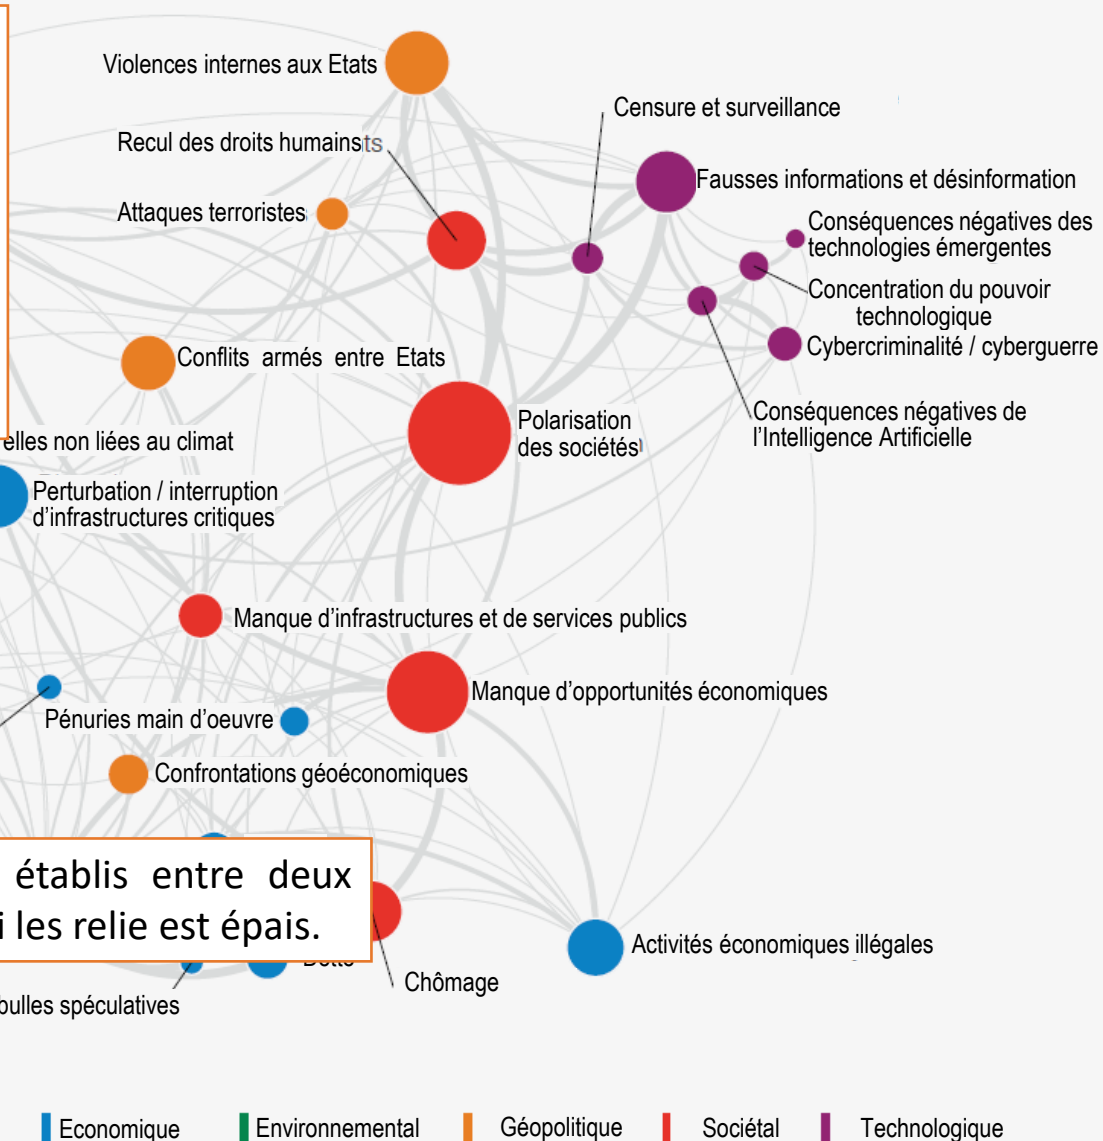 Violences internes aux Etats
Censure et surveillance
Recul des droits humainsts
Fausses informations et désinformation
Attaques terroristes
Conséquences négatives des
technologies émergentes
Concentration du pouvoir
technologique
Cybercriminalité / cyberguerre
Conflits armés entre Etats
Polarisation
des sociétés
Conséquences négatives de
l'Intelligence Artificielle
elles non liées au climat
Perturbation / interruption
d'infrastructures critiques
Manque d'infrastructures et de services publics
Manque d'opportunités économiques
Pénuries main d'oeuvre
Confrontations géoéconomiques
établis entre deux
i les relie est épais.
Activités économiques illégales
Chômage
bulles spéculatives
Economique
Environnemental
Géopolitique
Sociétal
Technologique